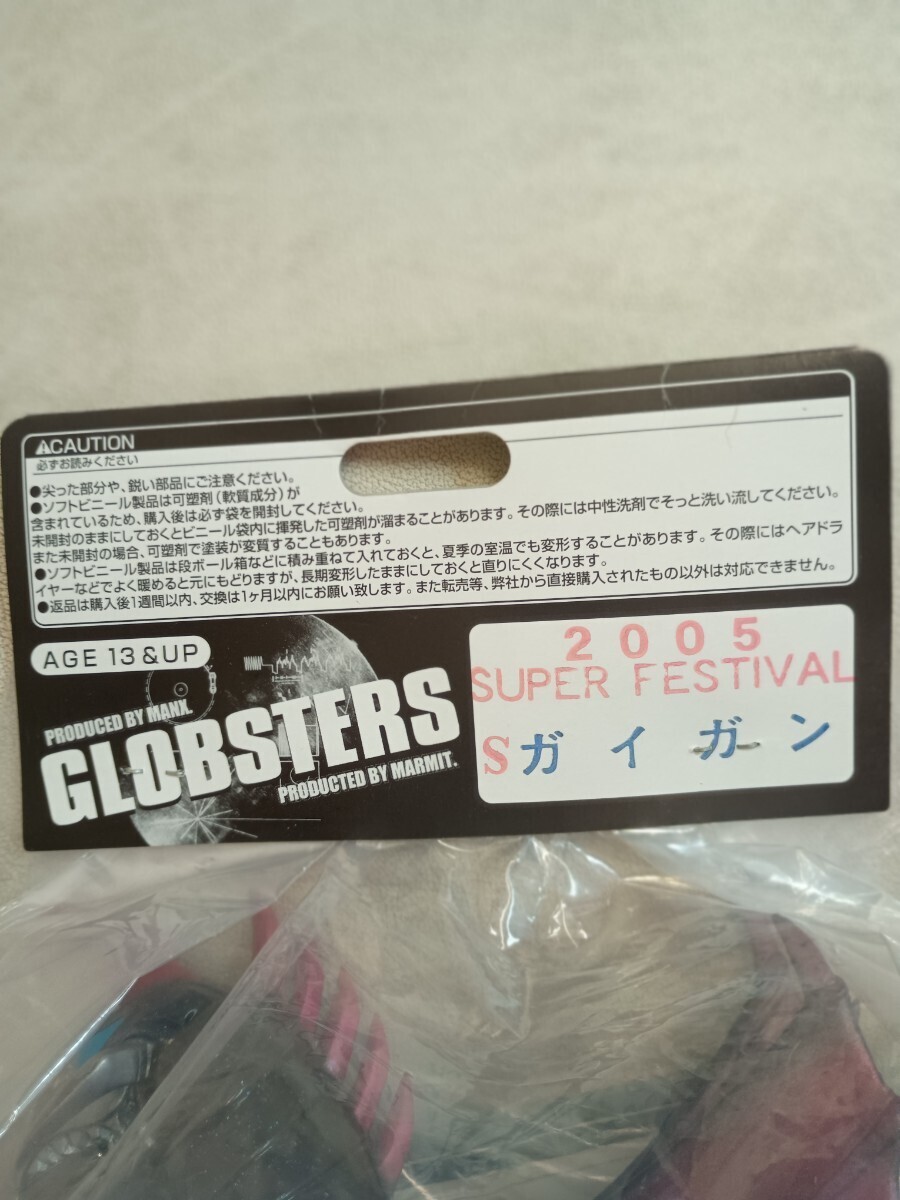 ⚠CAUTION
必ずお読みください
●尖った部分や、鋭い部品にご注意ください。
●ソフトビニール製品は可塑剤（軟質成分）が
含まれているため、購入後は必ず袋を開封してください。
未開封のままにしておくとビニール袋内に揮発した可塑剤が溜まることがあります。その際には中性洗剤でそっと洗い流してください。
また未開封の場合、可塑剤で塗装が変質することもあります。
●ソフトビニール製品は段ボール箱などに積み重ねて入れておくと、夏季の室温でも変形することがあります。その際にはヘアドラ
イヤーなどでよく暖めると元にもどりますが、長期変形したままにしておくと直りにくくなります。
●返品は購入後1週間以内、交換は1ヶ月以内にお願い致します。また転売等、弊社から直接購入されたもの以外は対応できません。
AGE 13 &UP
PRODUCED BY MANX.
GLOBSTERS
PRODUCTED BY MARMIT.
2005
SUPER FESTIVAL
Sガイガン